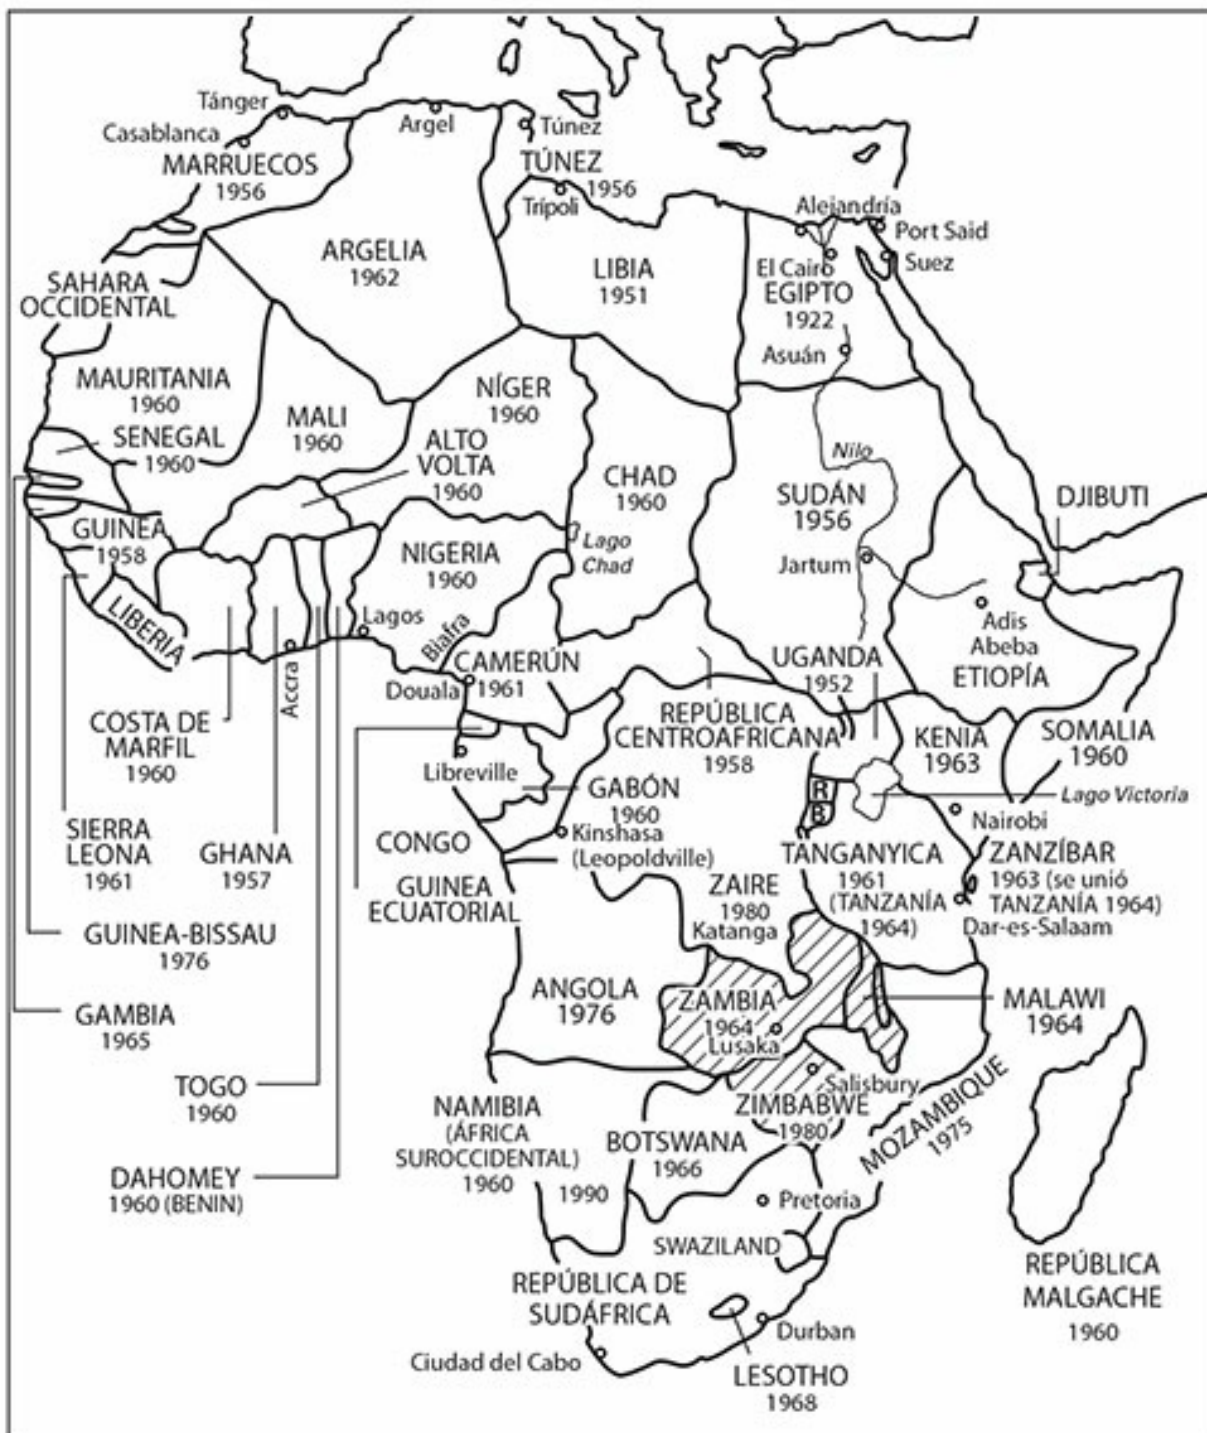 Tánger
Casablanca
MARRUECOS
1956
Argel
Túnez
TÚNEZ
1956
Trípoli
Alejandría
Port Said
Suez
El Cairo
EGIPTO
1922
Asuán
ARGELIA
1962
LIBIA
1951
SAHARA
OCCIDENTAL
MAURITANIA
1960
MALI
1960
NÍGER
1960
SENEGAL
1960
ALTO
VOLTA
1960
CHAD
1960
Nilo
SUDÁN
1956
DJIBUTI
GUINEA
1958
NIGERIA
1960
Lago
Chad
Jartum
LIBERIA
Lagos
Biafra
Adis
Abeba
ETIOPÍA
CAMERÚN
1961
Douala
UGANDA
1952
Accra
COSTA DE
MARFIL
1960
REPÚBLICA
CENTROAFRICANA
1958
KENIA
1963
SOMALIA
1960
Libreville
GABÓN
1960
R
B
Lago Victoria
Nairobi
SIERRA
LEONA
1961
GHANA
1957
CONGO
Kinshasa
(Leopoldville)
GUINEA
ECUATORIAL
ZAIRE
1980
Katanga
TANGANYICA
1961
(TANZANÍA
1964)
ZANZÍBAR
1963 (se unió
TANZANÍA 1964)
Dar-es-Salaam
GUINEA-BISSAU
1976
ANGOLA
1976
ZAMBIA
1964
Lusaka
MALAWI
1964
GAMBIA
1965
Salisbury
ZIMBABWE
1980
MOZAMBIQUE
1975
TOGO
1960
NAMIBIA
(ÁFRICA
SUROCCIDENTAL)
1960
1990
BOTSWANA
1966
DAHOMEY
1960 (BENIN)
Pretoria
SWAZILAND
REPÚBLICA DE
SUDÁFRICA
REPÚBLICA
MALGACHE
1960
Durban
Ciudad del Cabo
LESOTHO
1968